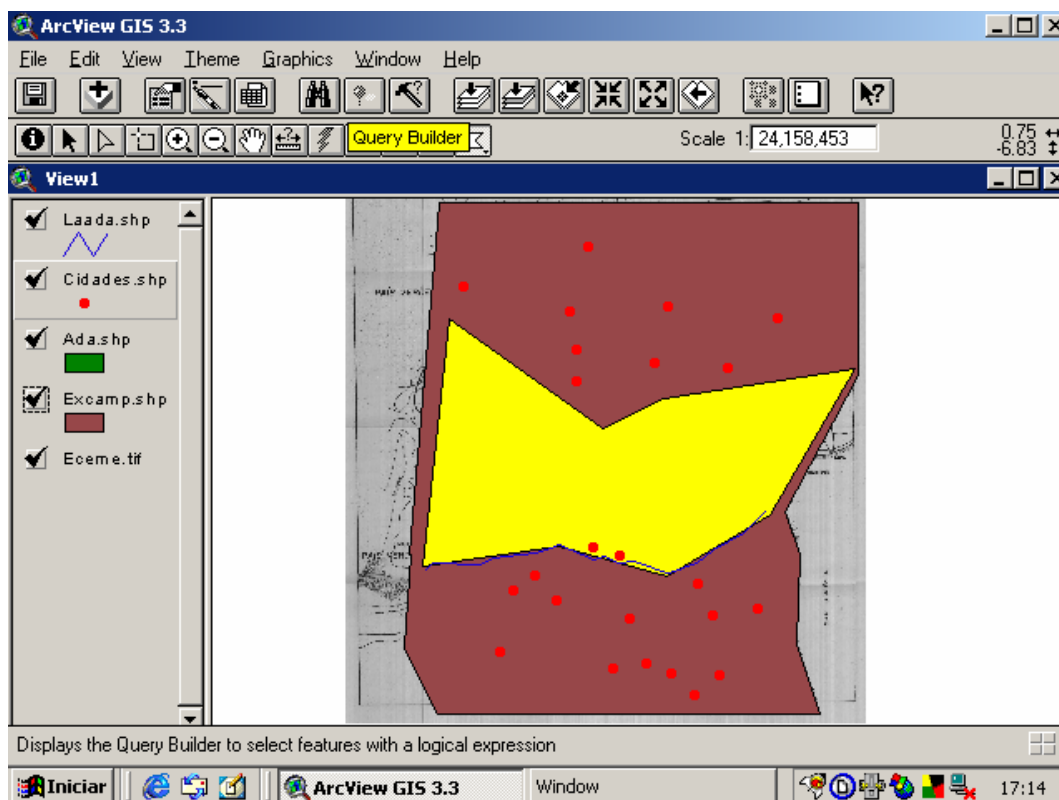 ArcView GIS 3.3
File Edit View Theme Graphics Window Help
Query Builder
Scale 1: 24,158,453
0.75
-6.83
View1
Laada.shp
Cidades.shp
Ada.shp
Excamp.shp
Eceme.tif
Displays the Query Builder to select features with a logical expression
Iniciar ArcView GIS 3.3 Window 17:14